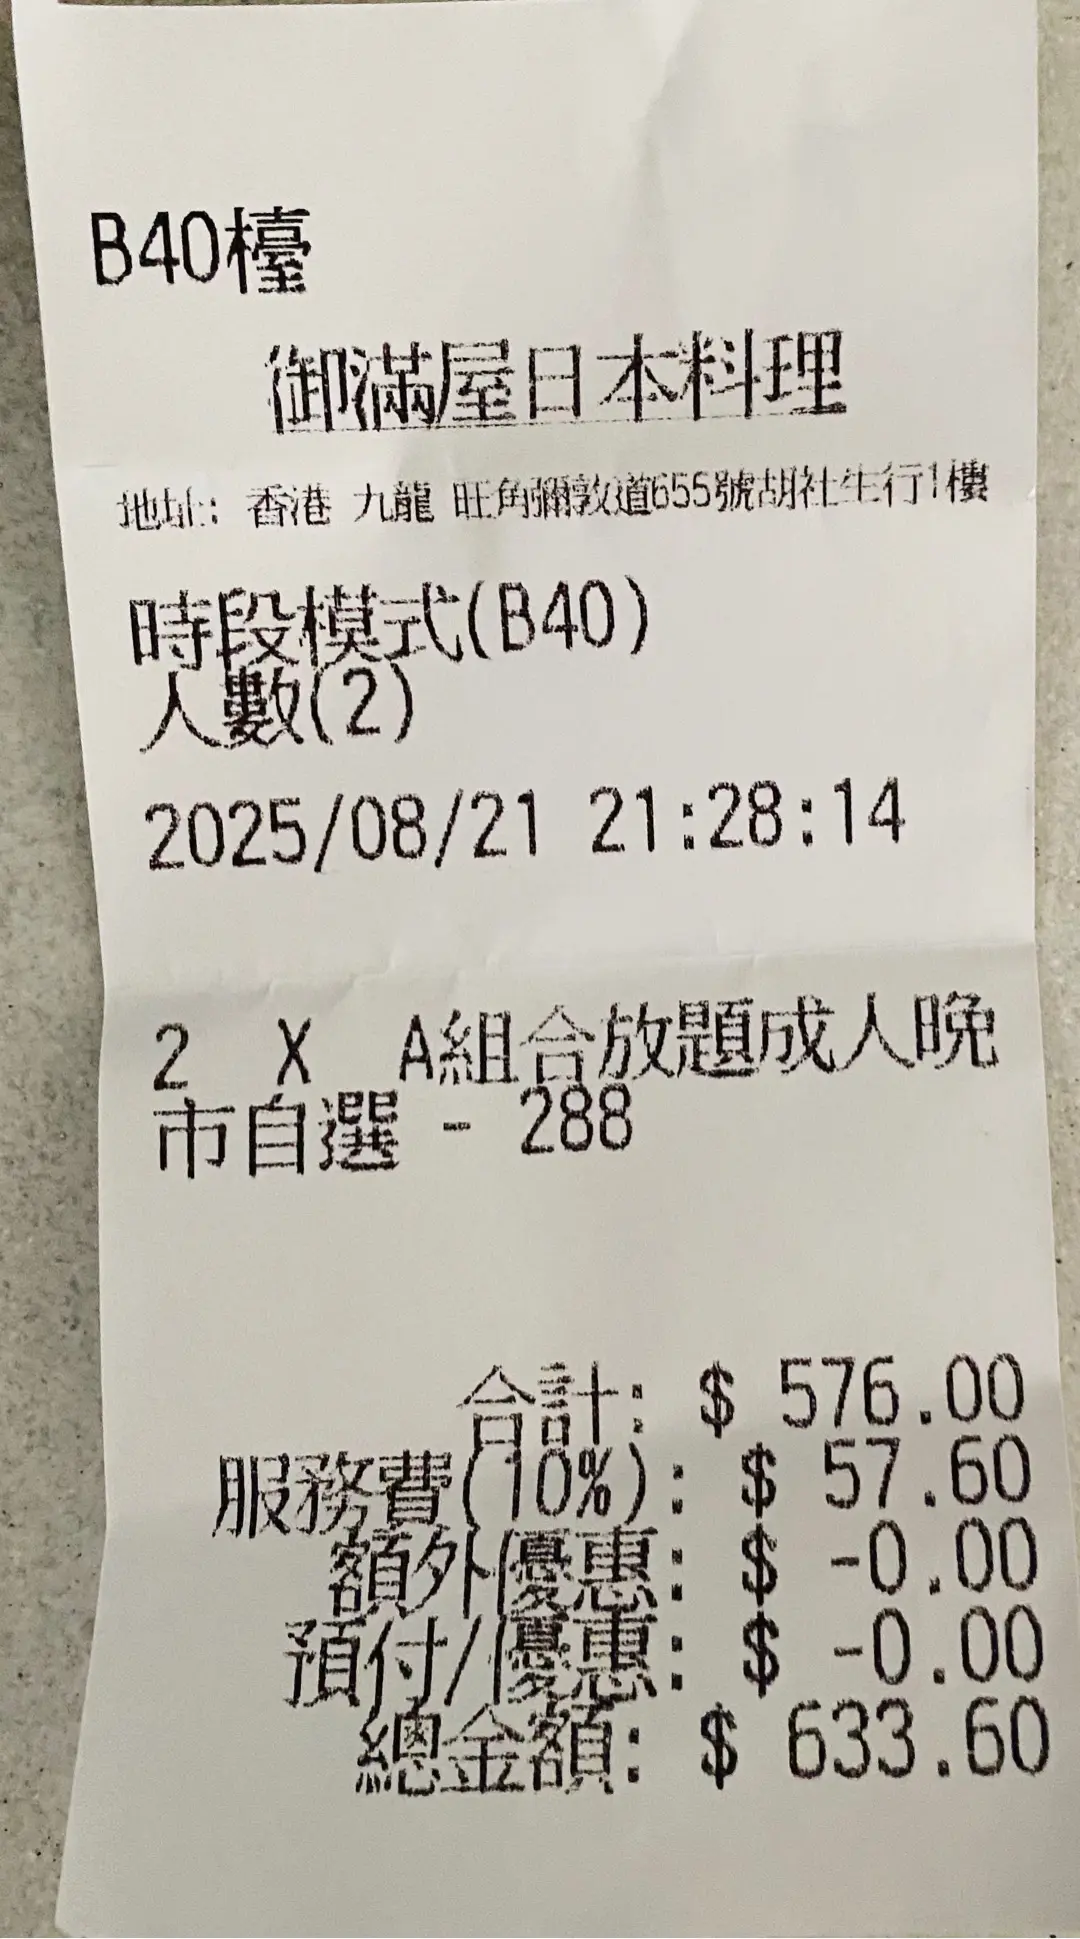 B40檯
御滿屋日本料理
地址: 香港 九龍 旺角彌敦道655號胡社生行1樓
時段模式(B40)
人數(2)
2025/08/21 21:28:14
2 X A組合放題成人晚
市自選 - 288
合計: $ 576.00
服務費(10%): $ 57.60
額外優惠: $ -0.00
預付/優惠: $ -0.00
總金額: $ 633.60